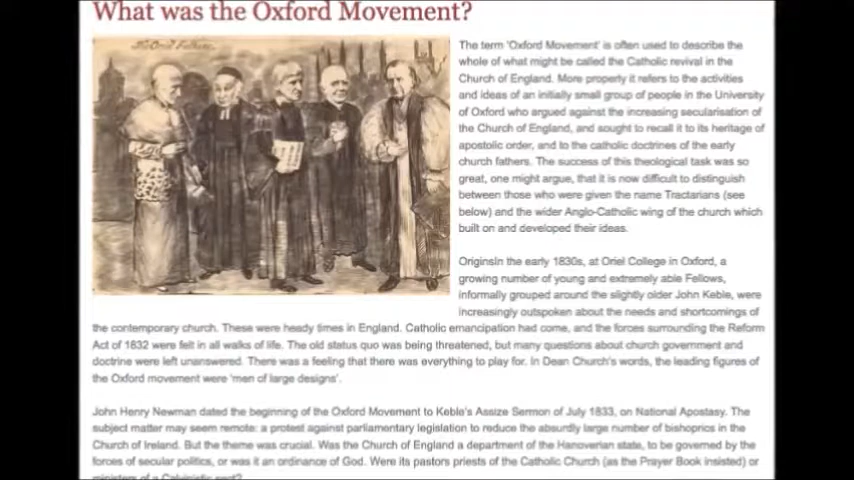 What was the Oxford Movement?
The Oriel Fathers.
The term 'Oxford Movement' is often used to describe the
whole of what might be called the Catholic revival in the
Church of England. More properly it refers to the activities
and ideas of an initially small group of people in the University
of Oxford who argued against the increasing secularisation of
the Church of England, and sought to recall it to its heritage of
apostolic order, and to the catholic doctrines of the early
church fathers. The success of this theological task was so
great, one might argue, that it is now difficult to distinguish
between those who were given the name Tractarians (see
below) and the wider Anglo-Catholic wing of the church which
built on and developed their ideas.
OriginsIn the early 1830s, at Oriel College in Oxford, a
growing number of young and extremely able Fellows,
informally grouped around the slightly older John Keble, were
increasingly outspoken about the needs and shortcomings of
the contemporary church. These were heady times in England. Catholic emancipation had come, and the forces surrounding the Reform
Act of 1832 were felt in all walks of life. The old status quo was being threatened, but many questions about church government and
doctrine were left unanswered. There was a feeling that there was everything to play for. In Dean Church's words, the leading figures of
the Oxford movement were 'men of large designs'.
John Henry Newman dated the beginning of the Oxford Movement to Keble's Assize Sermon of July 1833, on National Apostasy. The
subject matter may seem remote: a protest against parliamentary legislation to reduce the absurdly large number of bishoprics in the
Church of Ireland. But the theme was crucial. Was the Church of England a department of the Hanoverian state, to be governed by the
forces of secular politics, or was it an ordinance of God. Were its pastors priests of the Catholic Church (as the Prayer Book insisted) or
ministers of a Calvinistic sect?